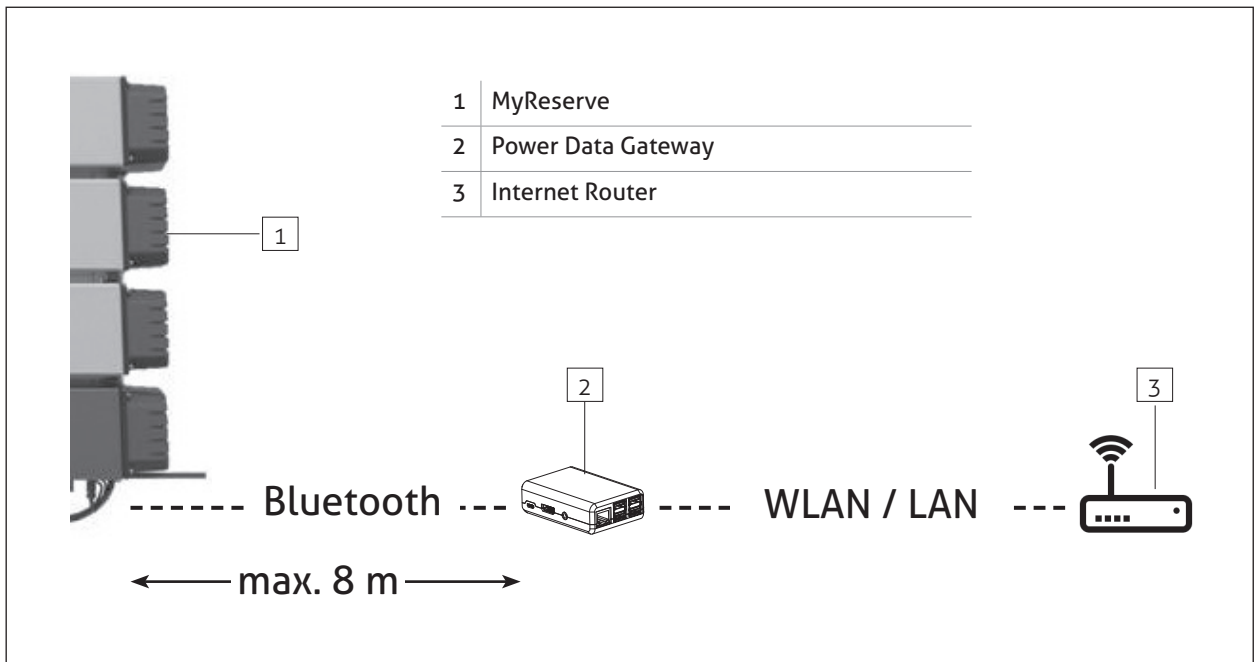 1 MyReserve
2 Power Data Gateway
3 Internet Router
1
2
3
Bluetooth
WLAN / LAN
max. 8 m